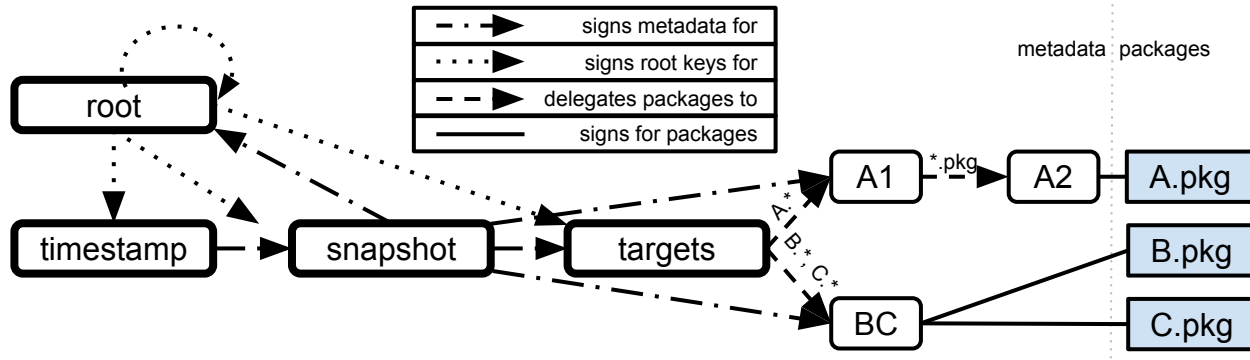 signs metadata for
signs root keys for
delegates packages to
signs for packages
metadata packages
root
timestamp
snapshot
targets
A.*
B.*, C.*
A1
*.pkg
A2
BC
A.pkg
B.pkg
C.pkg